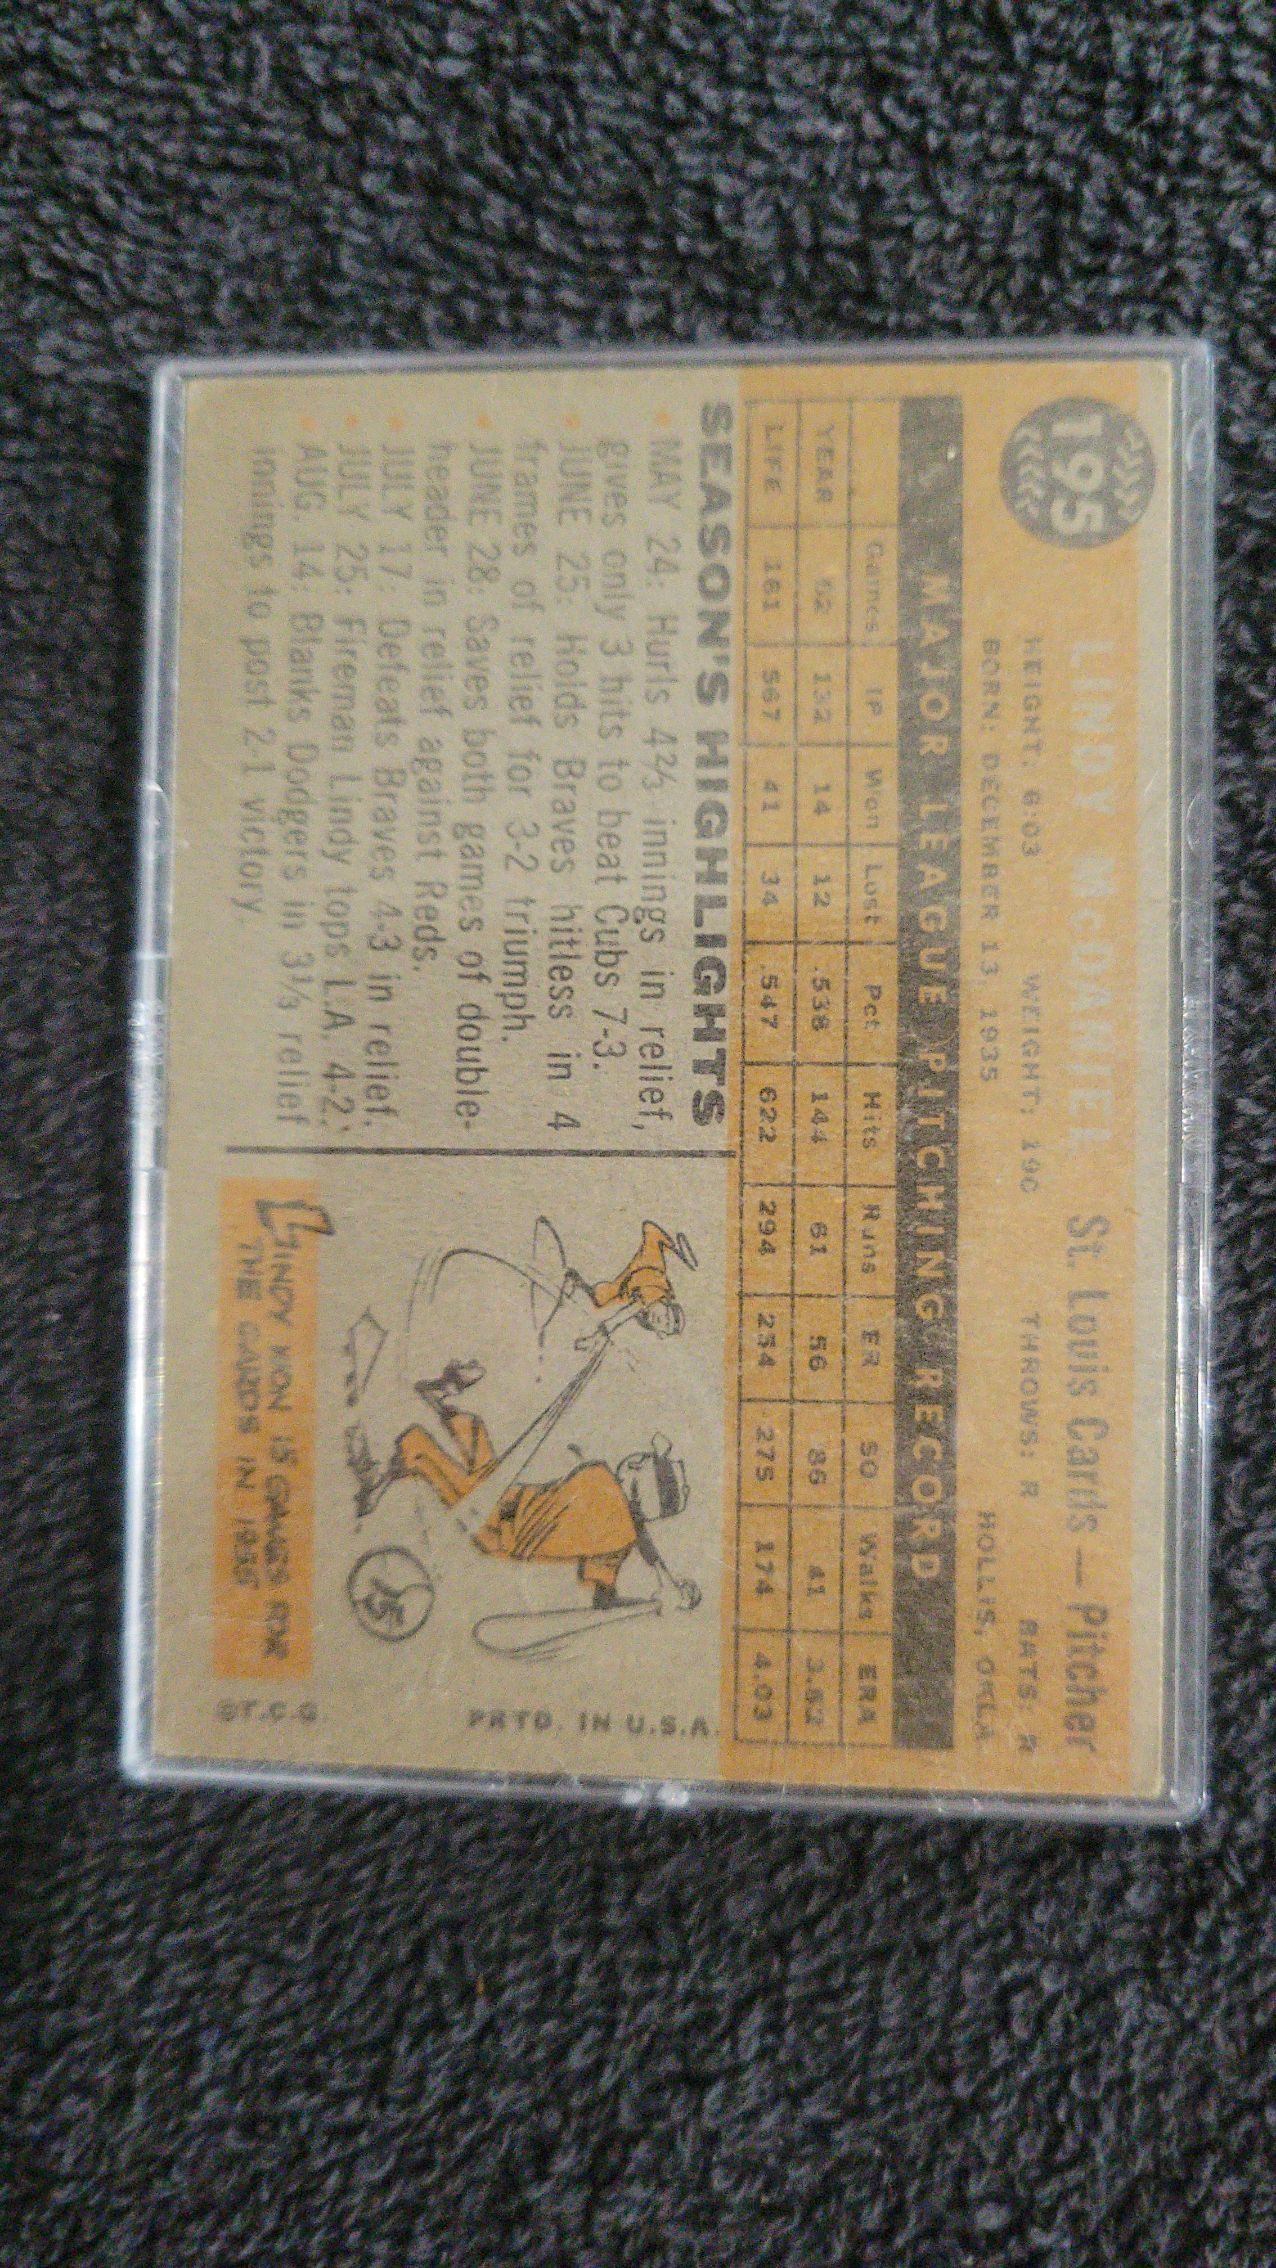 195
LINDY McDANIEL St. Louis Cards — Pitcher
HEIGHT: 6:03 WEIGHT: 190 THROWS: R BATS: R
BORN: DECEMBER 13, 1935 HOLLIS, OKLA.
MAJOR LEAGUE PITCHING RECORD
Games IP Won Lost Pct Hits Runs ER SO Walks ERA
YEAR 62 132 14 12 .538 144 61 56 86 41 3.82
LIFE 181 567 41 34 .547 622 294 254 275 174 4.03
SEASON'S HIGHLIGHTS
• MAY 24: Hurls 4⅔ innings in relief,
gives only 3 hits to beat Cubs 7-3.
• JUNE 25: Holds Braves hitless in 4
frames of relief for 3-2 triumph.
• JUNE 28: Saves both games of double-
header in relief against Reds.
• JULY 17: Defeats Braves 4-3 in relief.
• JULY 25: Fireman Lindy tops L.A. 4-2.
• AUG. 14: Blanks Dodgers in 3⅓ relief
innings to post 2-1 victory.
15
LINDY WON 15 GAMES FOR
THE CARDS IN 1957
©T.C.G. PRTD. IN U.S.A.